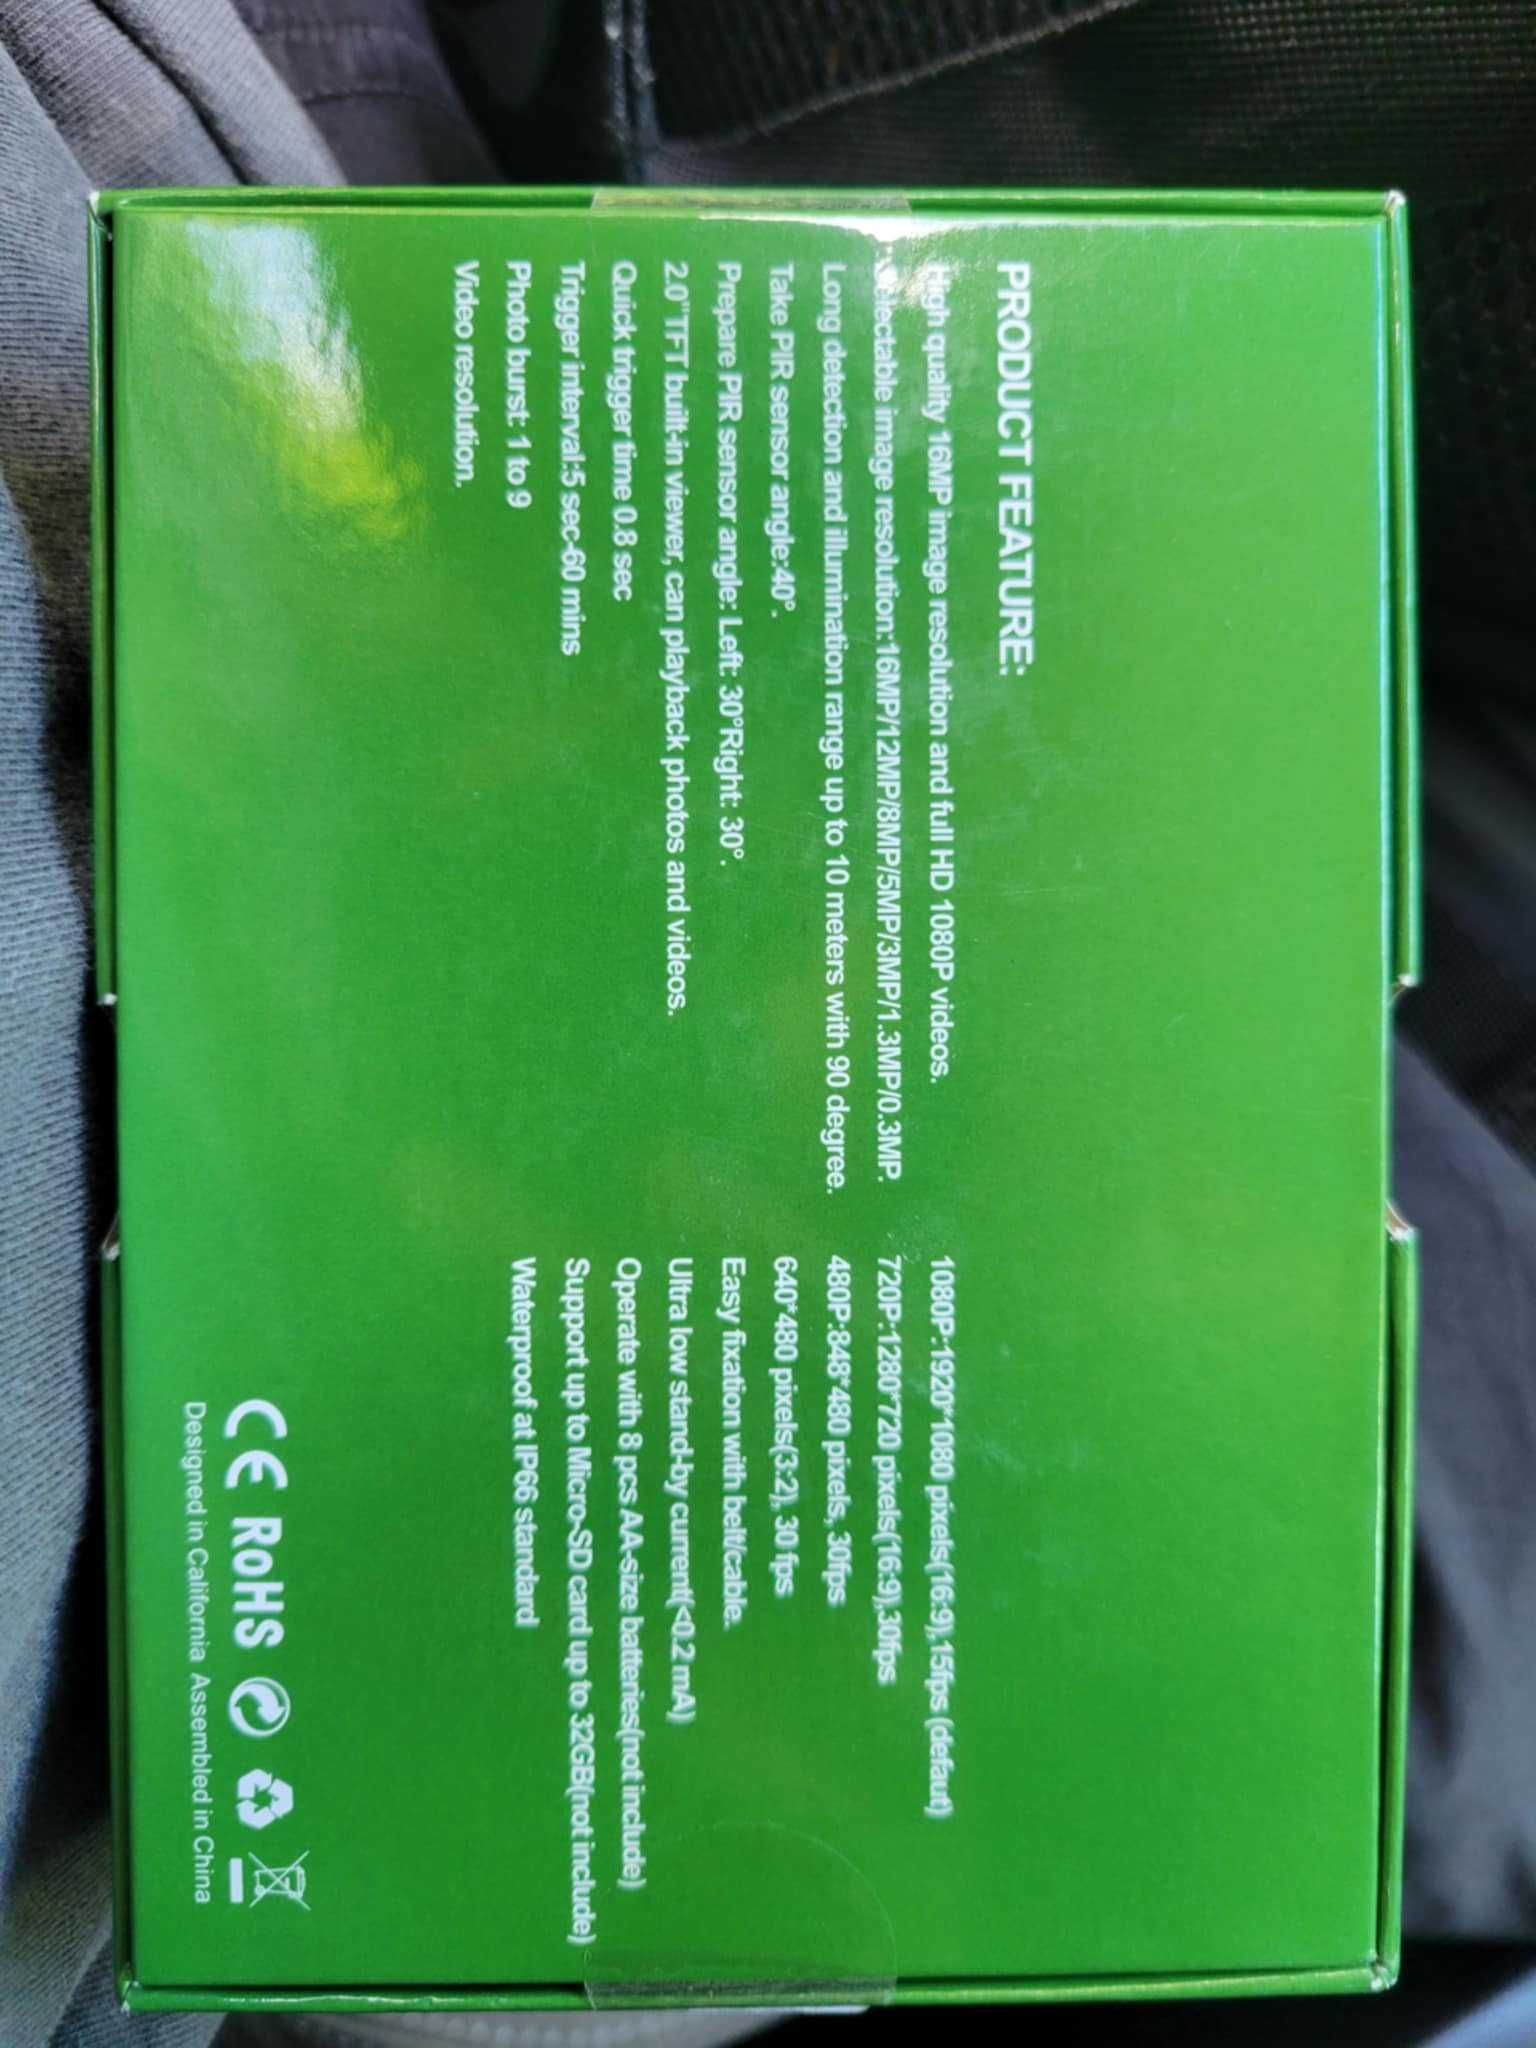 PRODUCT FEATURE:
High quality 16MP image resolution and full HD 1080P videos.
Selectable image resolution:16MP/12MP/8MP/5MP/3MP/1.3MP/0.3MP.
Long detection and illumination range up to 10 meters with 90 degree.
Take PIR sensor angle:40°.
Prepare PIR sensor angle: Left: 30°Right: 30°.
2.0"TFT built-in viewer, can playback photos and videos.
Quick trigger time 0.8 sec
Trigger interval:5 sec-60 mins
Photo burst: 1 to 9
Video resolution.
1080P:1920*1080 pixels(16:9),15fps (defaut)
720P:1280*720 pixels(16:9),30fps
480P:848*480 pixels, 30fps
640*480 pixels(3:2), 30 fps
Easy fixation with belt/cable.
Ultra low stand-by current(<0.2 mA)
Operate with 8 pcs AA-size batteries(not include)
Support up to Micro-SD card up to 32GB(not include)
Waterproof at IP66 standard
CE RoHS
Designed in California Assembled in China